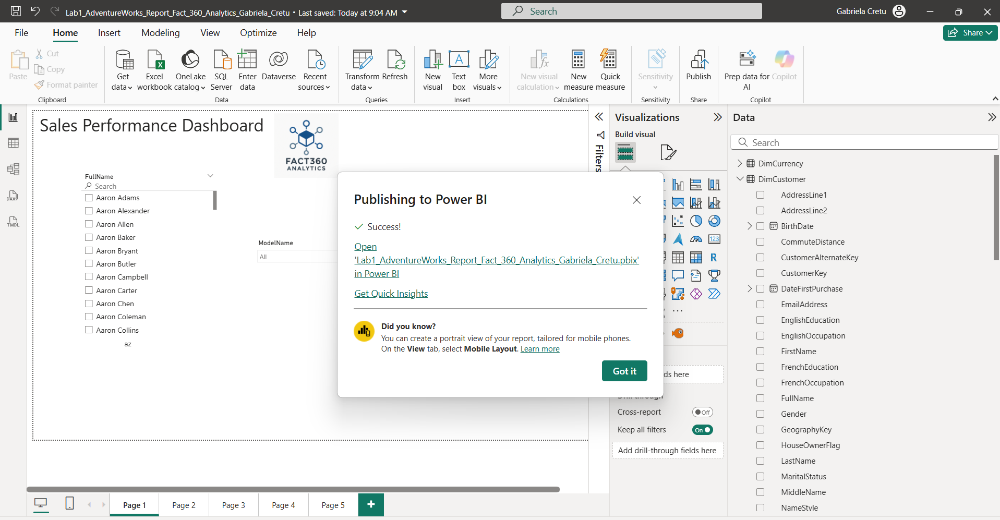 Lab1_AdventureWorks_Report_Fact_360_Analytics_Gabriela_Cretu • Last saved: Today at 9:04 AM
Search
Gabriela Cretu
File
Home
Insert
Modeling
View
Optimize
Help
Share
Paste
Cut
Copy
Format painter
Clipboard
Get data
Excel workbook
OneLake catalog
SQL Server
Enter data
Dataverse
Recent sources
Data
Transform data
Refresh
Queries
New visual
Text box
More visuals
Insert
New visual calculation
New measure
Quick measure
Calculations
Sensitivity
Sensitivity
Publish
Share
Prep data for AI
Copilot
Copilot
Sales Performance Dashboard
FACT360
ANALYTICS
FullName
Search
Aaron Adams
Aaron Alexander
Aaron Allen
Aaron Baker
Aaron Bryant
Aaron Butler
Aaron Campbell
Aaron Carter
Aaron Chen
Aaron Coleman
Aaron Collins
az
ModelName
All
Publishing to Power BI
Success!
Open
'Lab1_AdventureWorks_Report_Fact_360_Analytics_Gabriela_Cretu.pbix'
in Power BI
Get Quick Insights
Did you know?
You can create a portrait view of your report, tailored for mobile phones.
On the View tab, select Mobile Layout. Learn more
Got it
Filters
Visualizations
Build visual
123
R
ds here
Cross-report
Off
Keep all filters
On
Add drill-through fields here
Data
Search
DimCurrency
DimCustomer
AddressLine1
AddressLine2
BirthDate
CommuteDistance
CustomerAlternateKey
CustomerKey
DateFirstPurchase
EmailAddress
EnglishEducation
EnglishOccupation
FirstName
FrenchEducation
FrenchOccupation
FullName
Gender
GeographyKey
HouseOwnerFlag
LastName
MaritalStatus
MiddleName
NameStyle
DAX
TMDL
Page 1
Page 2
Page 3
Page 4
Page 5